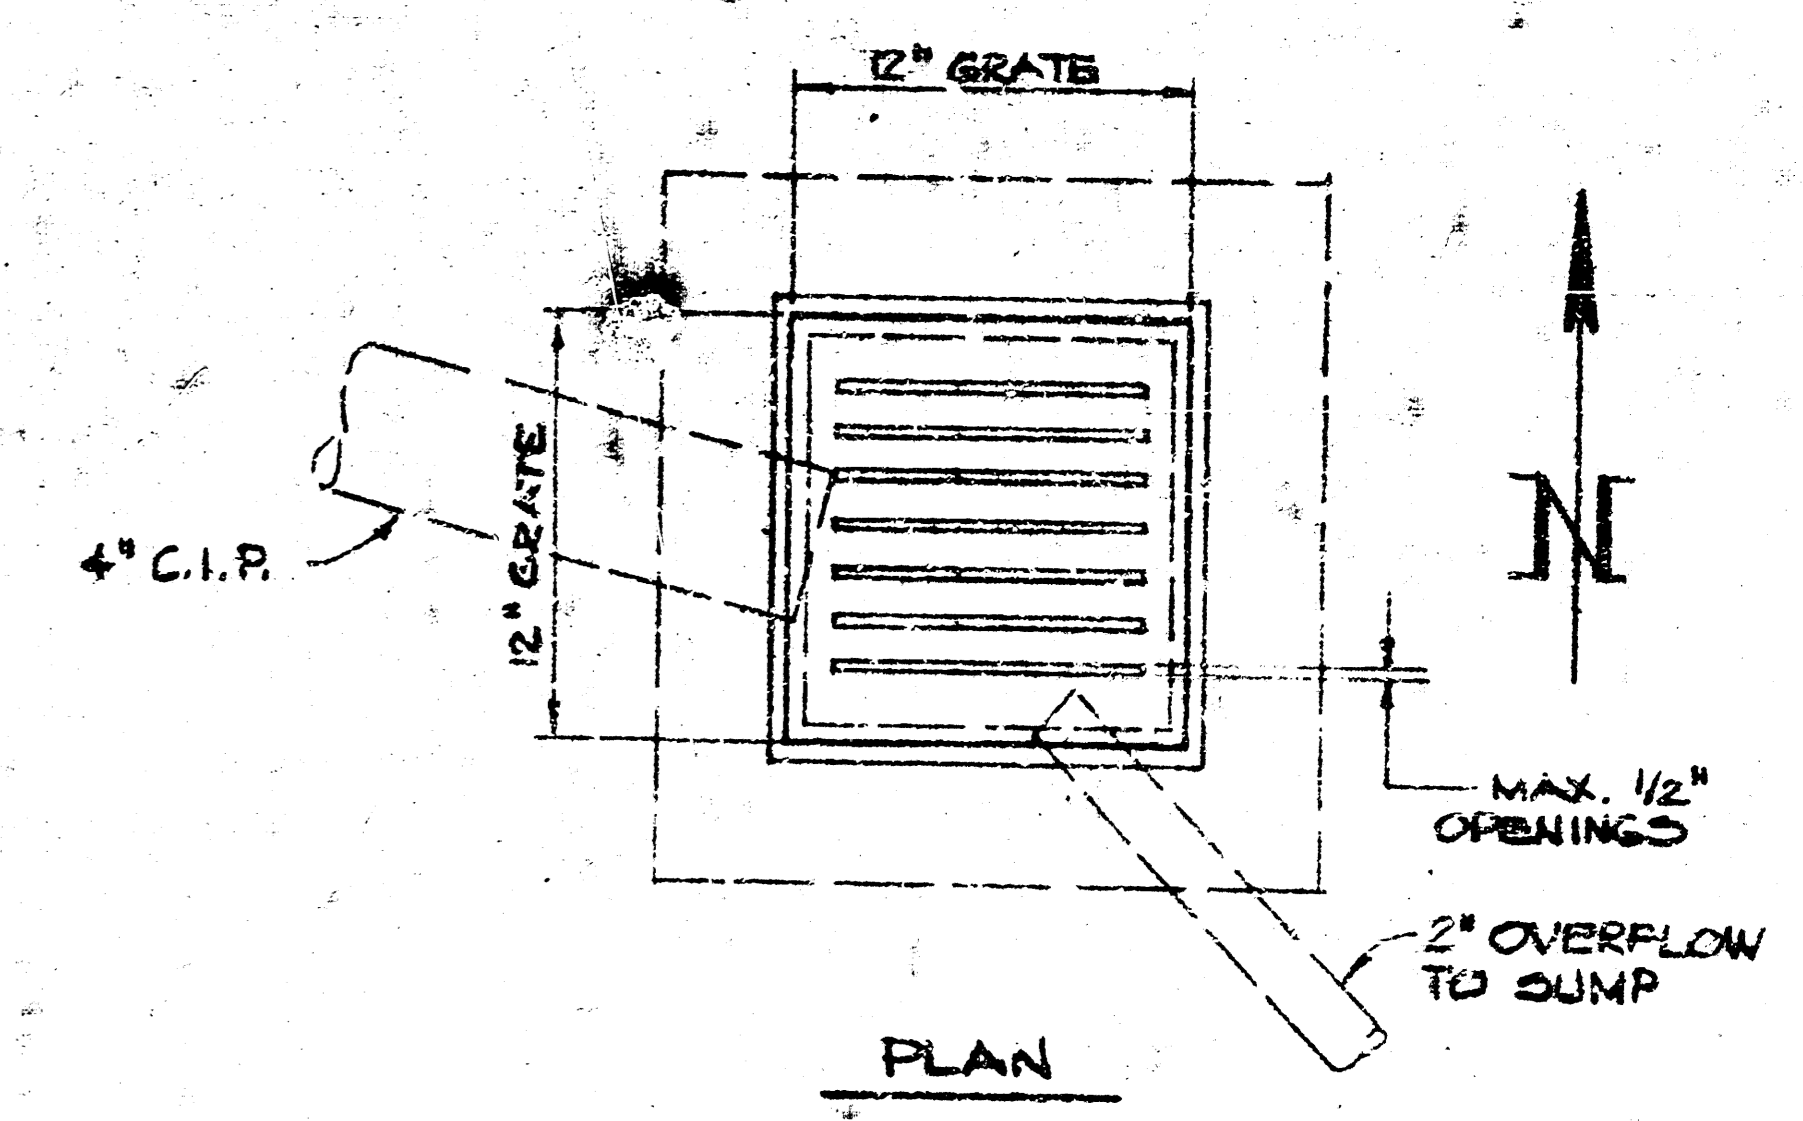 12" GRATE
12" GRATE
4" C.I.P.
N
MAX. 1/2"
OPENINGS
2" OVERFLOW
TO SUMP
PLAN